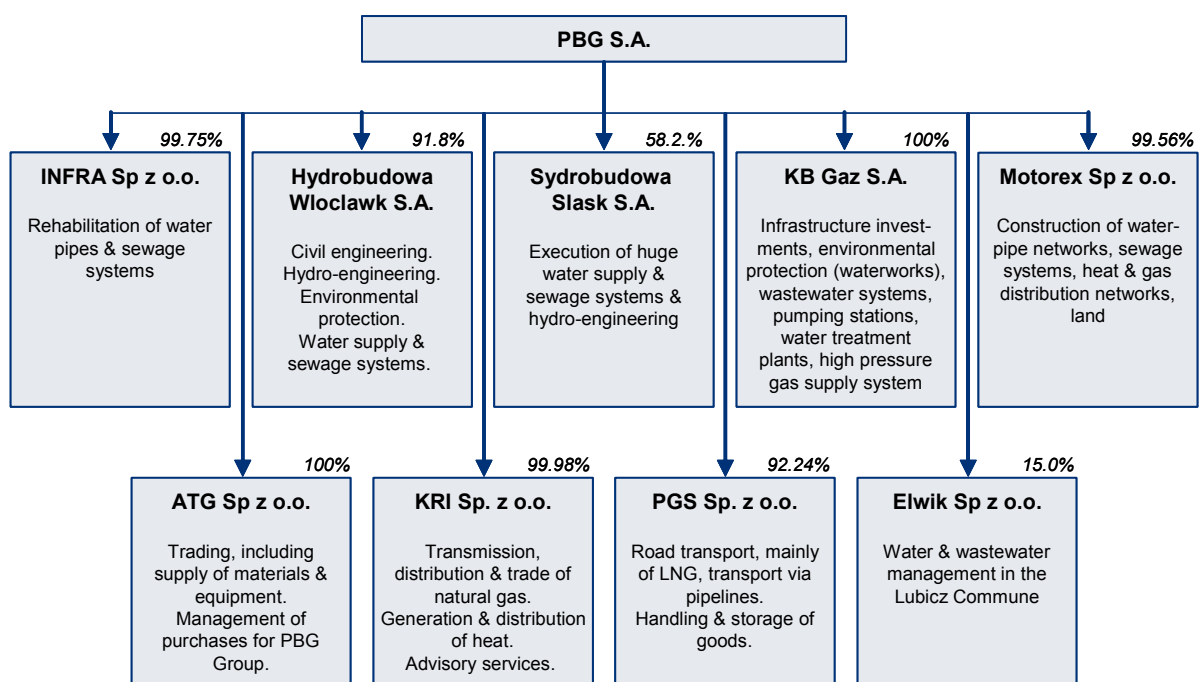 PBG S.A.
99.75%
INFRA Sp z o.o.
Rehabilitation of water
pipes & sewage
systems
91.8%
Hydrobudowa
Wloclawk S.A.
Civil engineering.
Hydro-engineering.
Environmental
protection.
Water supply &
sewage systems.
58.2.%
Sydrobudowa
Slask S.A.
Execution of huge
water supply &
sewage systems &
hydro-engineering
100%
KB Gaz S.A.
Infrastructure invest-
ments, environmental
protection (waterworks),
wastewater systems,
pumping stations,
water treatment
plants, high pressure
gas supply system
99.56%
Motorex Sp z o.o.
Construction of water-
pipe networks, sewage
systems, heat & gas
distribution networks,
land
100%
ATG Sp z o.o.
Trading, including
supply of materials &
equipment.
Management of
purchases for PBG
Group.
99.98%
KRI Sp. z o.o.
Transmission,
distribution & trade of
natural gas.
Generation & distribution
of heat.
Advisory services.
92.24%
PGS Sp. z o.o.
Road transport, mainly
of LNG, transport via
pipelines.
Handling & storage of
goods.
15.0%
Elwik Sp z o.o.
Water & wastewater
management in the
Lubicz Commune